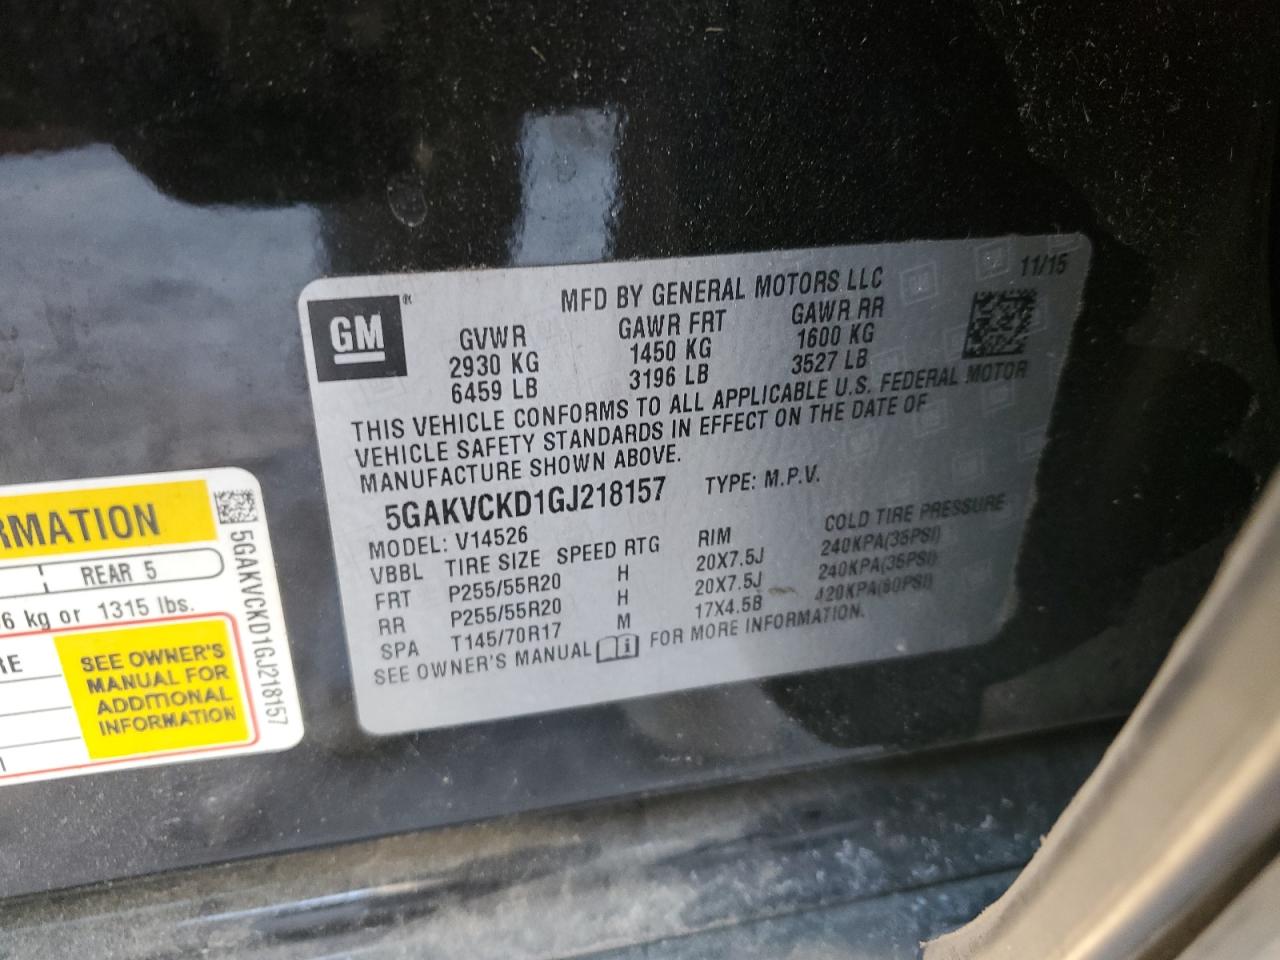 MFD BY GENERAL MOTORS LLC
11/15
GM
®
GVWR GAWR FRT GAWR RR
2930 KG 1450 KG 1600 KG
6459 LB 3196 LB 3527 LB
THIS VEHICLE CONFORMS TO ALL APPLICABLE U.S. FEDERAL MOTOR
VEHICLE SAFETY STANDARDS IN EFFECT ON THE DATE OF
MANUFACTURE SHOWN ABOVE.
5GAKVCKD1GJ218157 TYPE: M.P.V.
MODEL: V14526
VBBL TIRE SIZE SPEED RTG RIM COLD TIRE PRESSURE
FRT P255/55R20 H 20X7.5J 240KPA(35PSI)
RR P255/55R20 H 20X7.5J 240KPA(35PSI)
SPA T145/70R17 M 17X4.5B 420KPA(60PSI)
SEE OWNER'S MANUAL i FOR MORE INFORMATION.
RMATION
REAR 5
6 kg or 1315 lbs.
RE
SEE OWNER'S
MANUAL FOR
ADDITIONAL
INFORMATION
5GAKVCKD1GJ218157